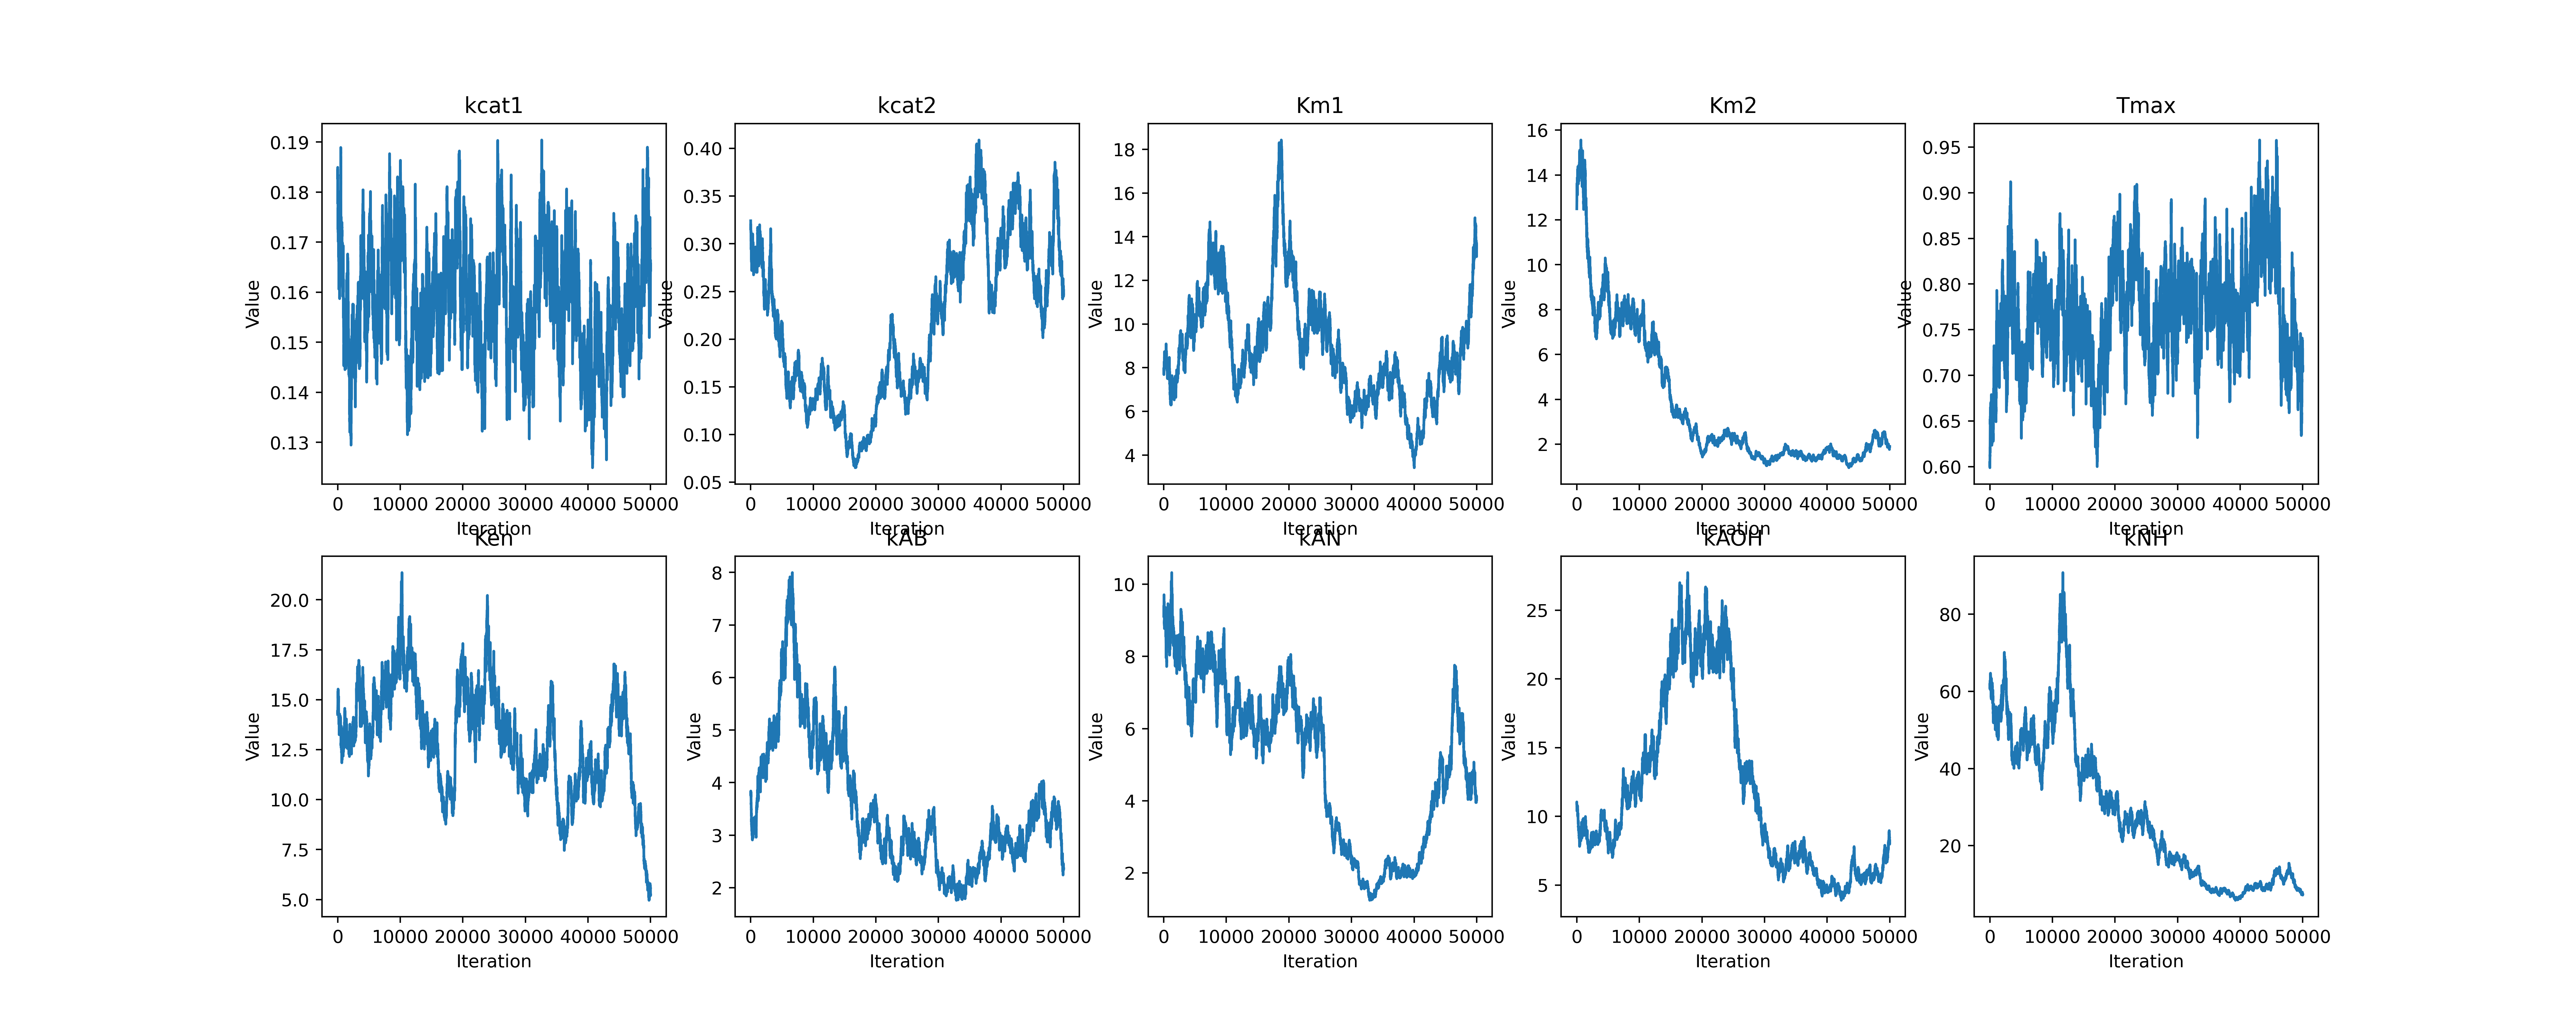 kcat1
kcat2
Km1
Km2
Tmax
0.19
0.18
0.17
0.16
0.15
0.14
0.13
Value
0 10000 20000 30000 40000 50000
Iteration
0.40
0.35
0.30
0.25
0.20
0.15
0.10
0.05
Value
0 10000 20000 30000 40000 50000
Iteration
18
16
14
12
10
8
6
4
Value
0 10000 20000 30000 40000 50000
Iteration
16
14
12
10
8
6
4
2
Value
0 10000 20000 30000 40000 50000
Iteration
0.95
0.90
0.85
0.80
0.75
0.70
0.65
0.60
Value
0 10000 20000 30000 40000 50000
Iteration
Ken
kAB
kAN
kAOH
kNH
20.0
17.5
15.0
12.5
10.0
7.5
5.0
Value
0 10000 20000 30000 40000 50000
Iteration
8
7
6
5
4
3
2
Value
0 10000 20000 30000 40000 50000
Iteration
10
8
6
4
2
Value
0 10000 20000 30000 40000 50000
Iteration
25
20
15
10
5
Value
0 10000 20000 30000 40000 50000
Iteration
80
60
40
20
Value
0 10000 20000 30000 40000 50000
Iteration